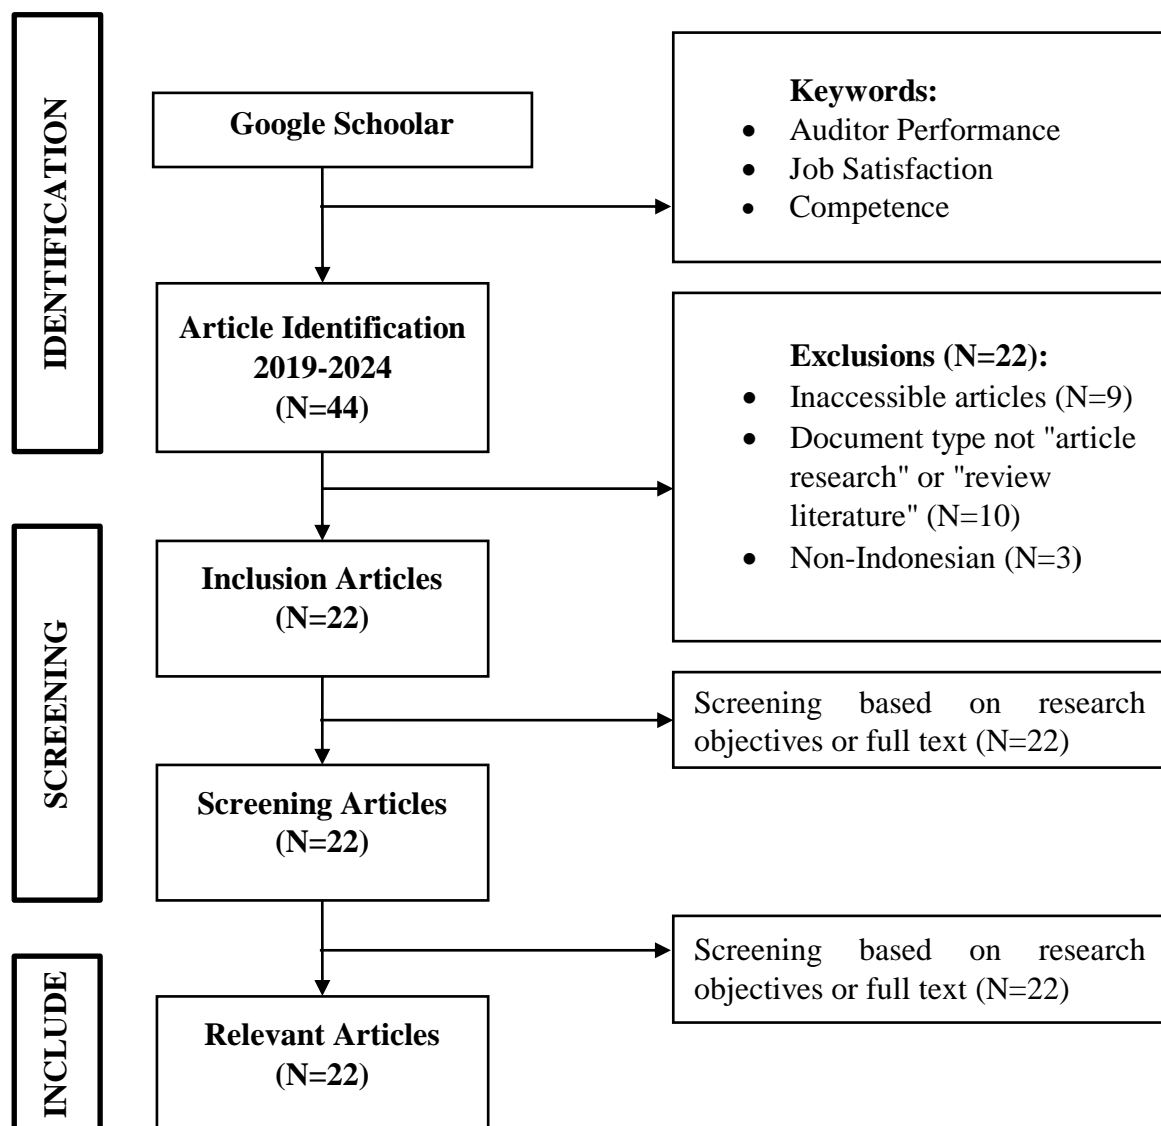 IDENTIFICATION
Google Schoolar
Keywords:
• Auditor Performance
• Job Satisfaction
• Competence
Article Identification
2019-2024
(N=44)
Exclusions (N=22):
• Inaccessible articles (N=9)
• Document type not "article
research" or "review
literature" (N=10)
• Non-Indonesian (N=3)
SCREENING
Inclusion Articles
(N=22)
Screening based on research
objectives or full text (N=22)
Screening Articles
(N=22)
Screening based on research
objectives or full text (N=22)
INCLUDE
Relevant Articles
(N=22)